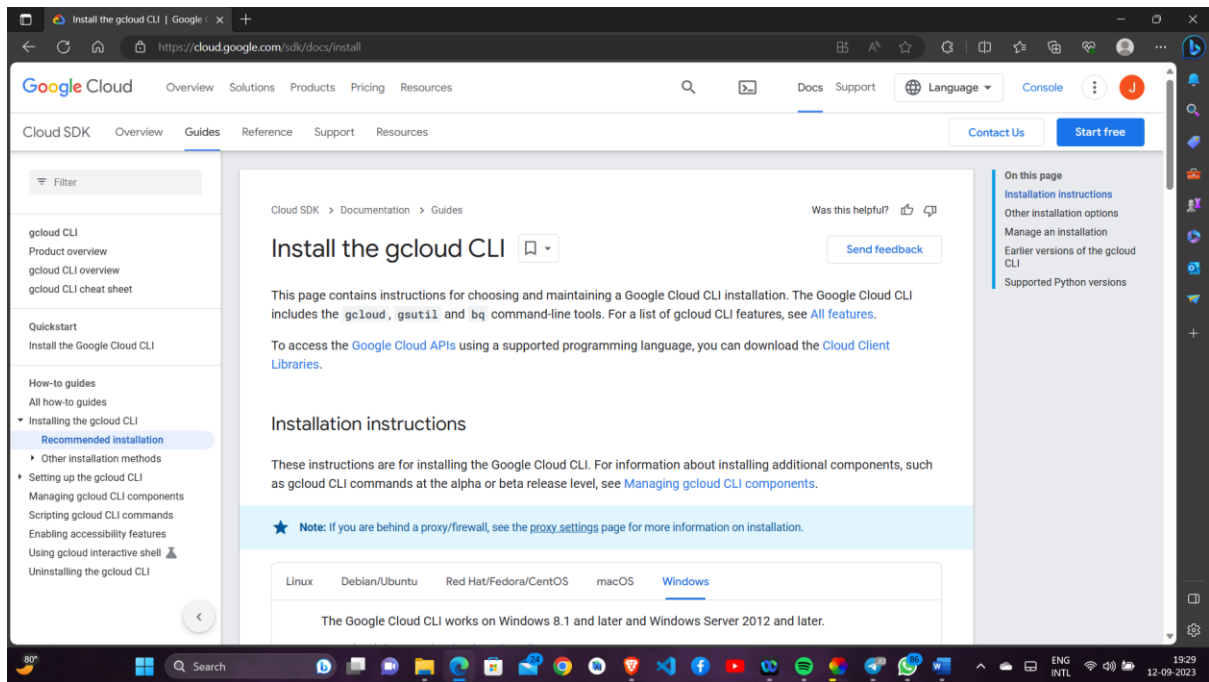 Install the gcloud CLI | Google C
https://cloud.google.com/sdk/docs/install
Google Cloud Overview Solutions Products Pricing Resources Docs Support Language Console J
Cloud SDK Overview Guides Reference Support Resources Contact Us Start free
Filter
gcloud CLI
Product overview
gcloud CLI overview
gcloud CLI cheat sheet
Quickstart
Install the Google Cloud CLI
How-to guides
All how-to guides
Installing the gcloud CLI
Recommended installation
Other installation methods
Setting up the gcloud CLI
Managing gcloud CLI components
Scripting gcloud CLI commands
Enabling accessibility features
Using gcloud interactive shell
Uninstalling the gcloud CLI
Cloud SDK > Documentation > Guides
Was this helpful?
Install the gcloud CLI
Send feedback
This page contains instructions for choosing and maintaining a Google Cloud CLI installation. The Google Cloud CLI
includes the gcloud, gsutil and bq command-line tools. For a list of gcloud CLI features, see All features.
To access the Google Cloud APIs using a supported programming language, you can download the Cloud Client
Libraries.
Installation instructions
These instructions are for installing the Google Cloud CLI. For information about installing additional components, such
as gcloud CLI commands at the alpha or beta release level, see Managing gcloud CLI components.
Note: If you are behind a proxy/firewall, see the proxy settings page for more information on installation.
Linux Debian/Ubuntu Red Hat/Fedora/CentOS macOS Windows
The Google Cloud CLI works on Windows 8.1 and later and Windows Server 2012 and later.
On this page
Installation instructions
Other installation options
Manage an installation
Earlier versions of the gcloud
CLI
Supported Python versions
80°
Search
24
86
ENG
INTL
19:29
12-09-2023